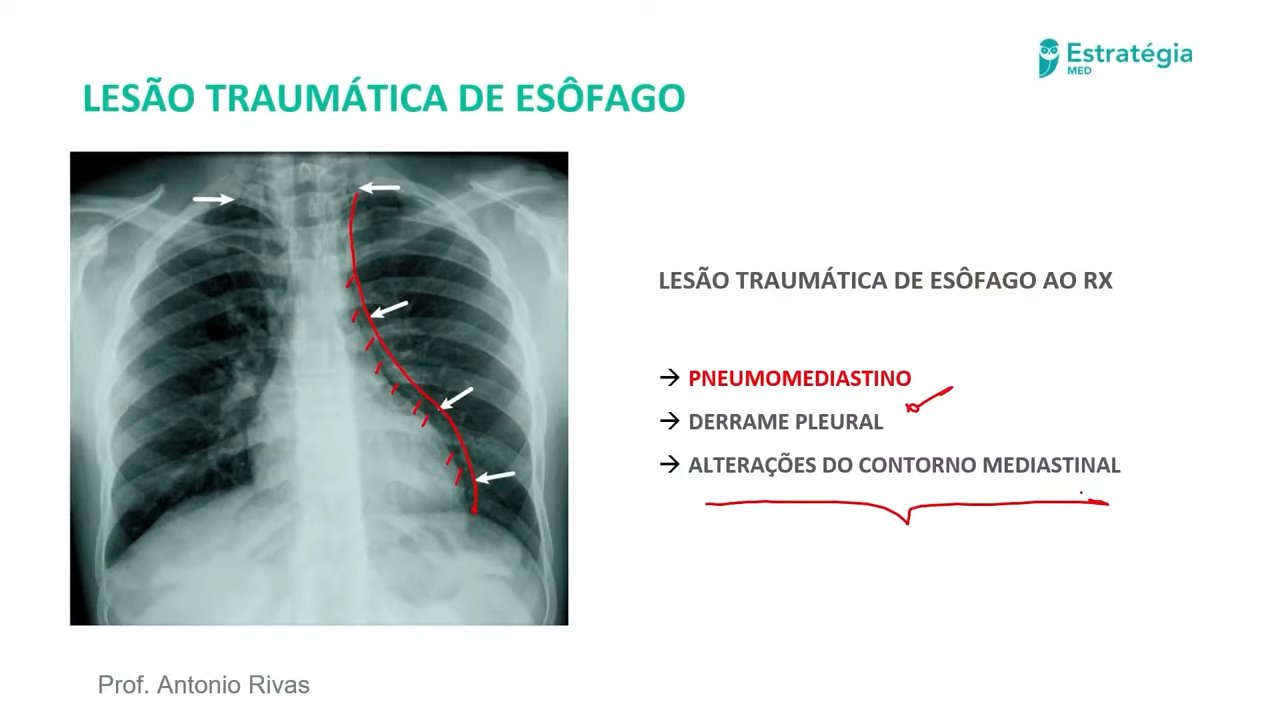 Estratégia
MED
LESÃO TRAUMÁTICA DE ESÔFAGO
LESÃO TRAUMÁTICA DE ESÔFAGO AO RX
→ PNEUMOMEDIASTINO
→ DERRAME PLEURAL
→ ALTERAÇÕES DO CONTORNO MEDIASTINAL
Prof. Antonio Rivas